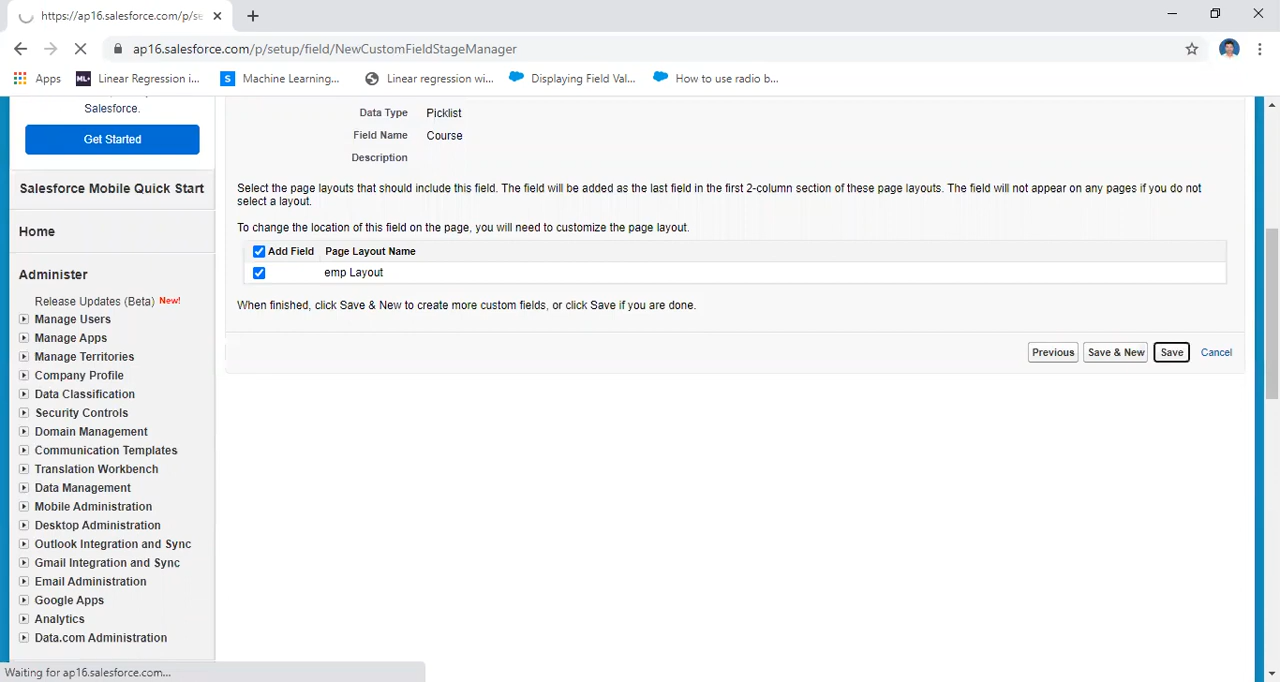 https://ap16.salesforce.com/p/se
ap16.salesforce.com/p/setup/field/NewCustomFieldStageManager
Apps
ML+
Linear Regression i...
S
Machine Learning...
Linear regression wi...
Displaying Field Val...
How to use radio b...
Salesforce.
Get Started
Salesforce Mobile Quick Start
Home
Administer
Release Updates (Beta) New!
Manage Users
Manage Apps
Manage Territories
Company Profile
Data Classification
Security Controls
Domain Management
Communication Templates
Translation Workbench
Data Management
Mobile Administration
Desktop Administration
Outlook Integration and Sync
Gmail Integration and Sync
Email Administration
Google Apps
Analytics
Data.com Administration
Data Type Picklist
Field Name Course
Description
Select the page layouts that should include this field. The field will be added as the last field in the first 2-column section of these page layouts. The field will not appear on any pages if you do not
select a layout.
To change the location of this field on the page, you will need to customize the page layout.
Add Field Page Layout Name
emp Layout
When finished, click Save & New to create more custom fields, or click Save if you are done.
Previous Save & New Save Cancel
Waiting for ap16.salesforce.com...